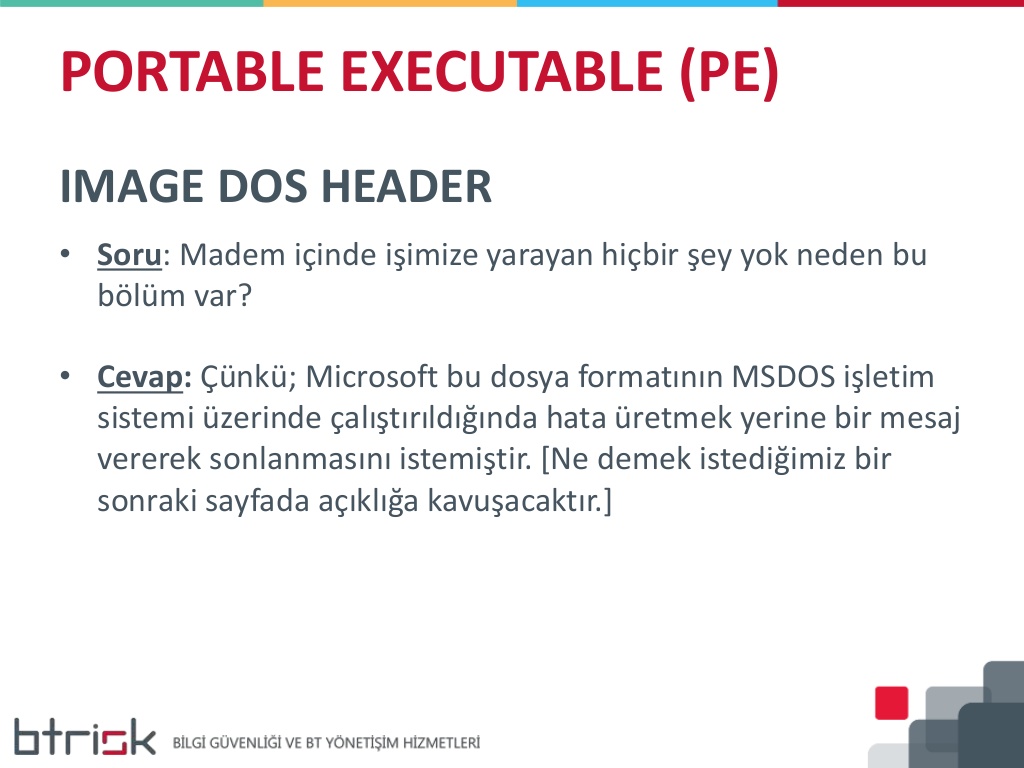 PORTABLE EXECUTABLE (PE)
IMAGE DOS HEADER
• Soru: Madem içinde işimize yarayan hiçbir şey yok neden bu
bölüm var?
• Cevap: Çünkü; Microsoft bu dosya formatının MSDOS işletim
sistemi üzerinde çalıştırıldığında hata üretmek yerine bir mesaj
vererek sonlanmasını istemiştir. [Ne demek istediğimiz bir
sonraki sayfada açıklığa kavuşacaktır.]
btrisk BİLGİ GÜVENLİĞİ VE BT YÖNETİŞİM HİZMETLERİ